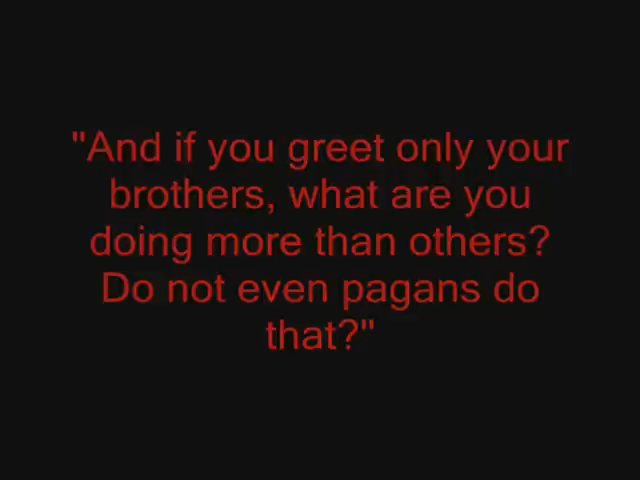 "And if you greet only your
brothers, what are you
doing more than others?
Do not even pagans do
that?"